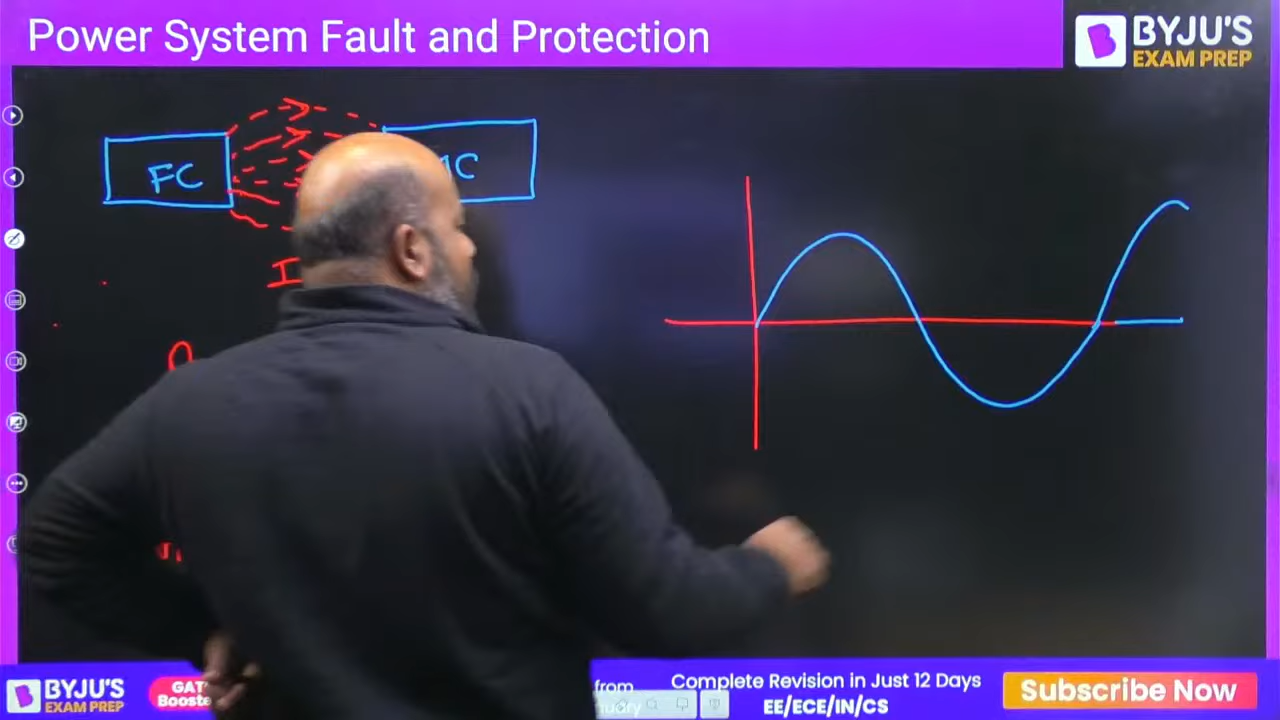 Power System Fault and Protection
BYJU'S
EXAM PREP
FC
BYJU'S
EXAM PREP
from
Complete Revision in Just 12 Days
EE/ECE/IN/CS
Subscribe Now